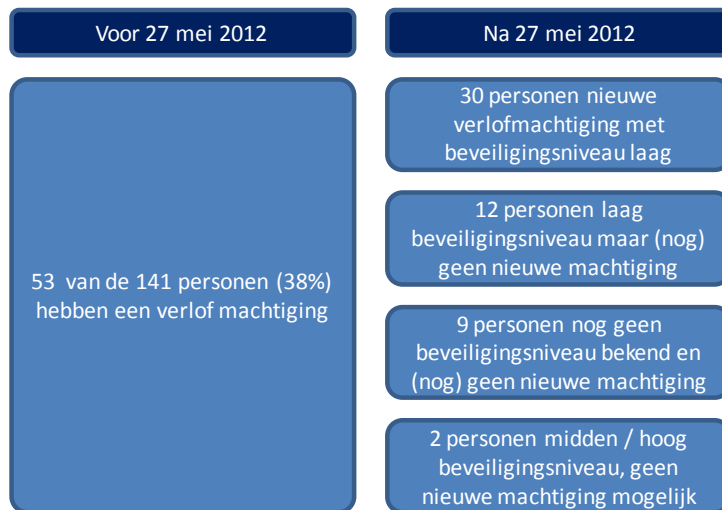 Voor 27 mei 2012
53 van de 141 personen (38%)
hebben een verlof machtiging
Na 27 mei 2012
30 personen nieuwe
verlofmachtiging met
beveiligingsniveau laag
12 personen laag
beveiligingsniveau maar (nog)
geen nieuwe machtiging
9 personen nog geen
beveiligingsniveau bekend en
(nog) geen nieuwe machtiging
2 personen midden / hoog
beveiligingsniveau, geen
nieuwe machtiging mogelijk